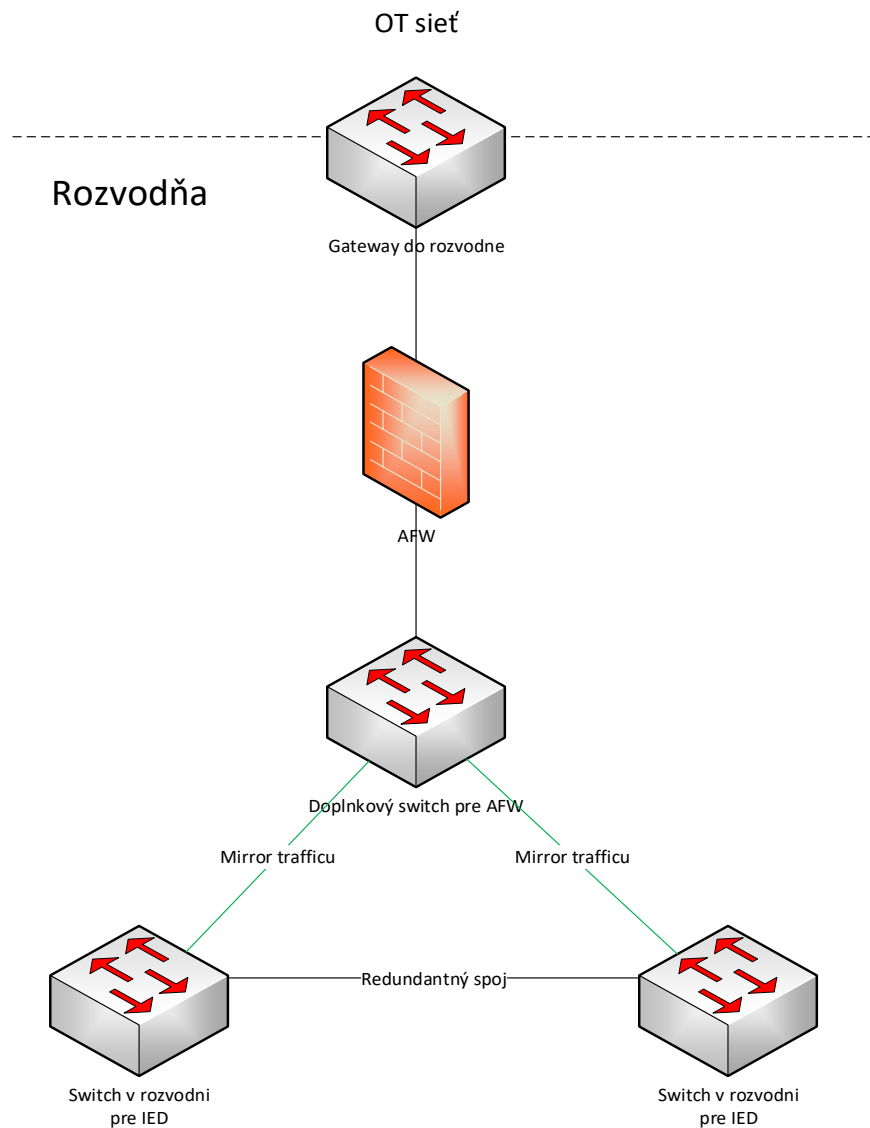 OT sieť
Rozvodňa
Gateway do rozvodne
AFW
Doplnkový switch pre AFW
Mirror trafficu
Mirror trafficu
Redundantný spoj
Switch v rozvodni
pre IED
Switch v rozvodni
pre IED